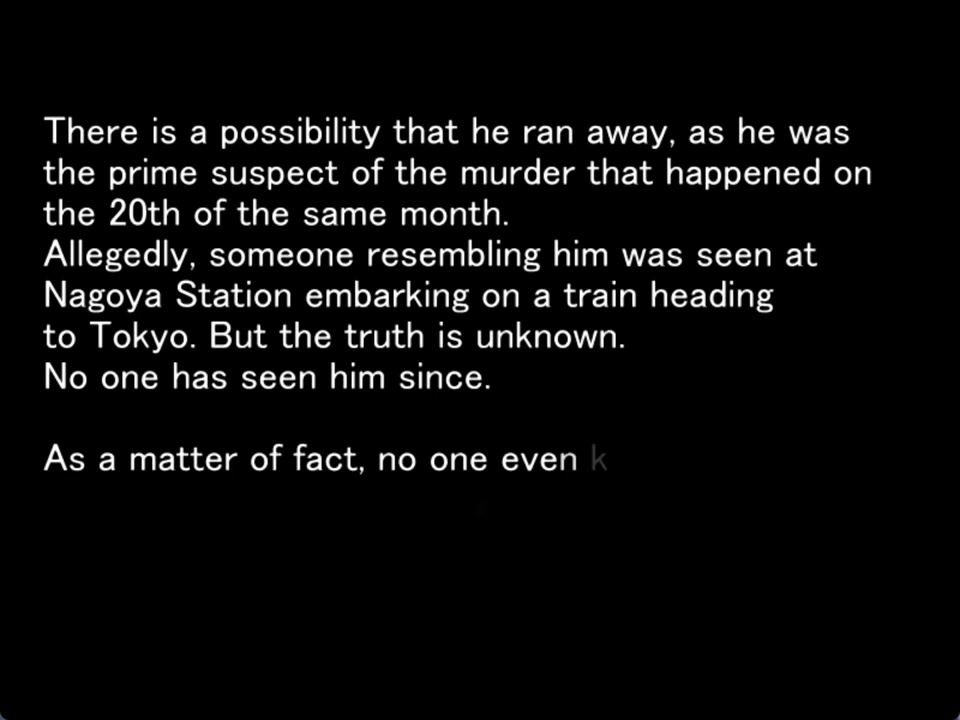 There is a possibility that he ran away, as he was
the prime suspect of the murder that happened on
the 20th of the same month.
Allegedly, someone resembling him was seen at
Nagoya Station embarking on a train heading
to Tokyo. But the truth is unknown.
No one has seen him since.
As a matter of fact, no one even k